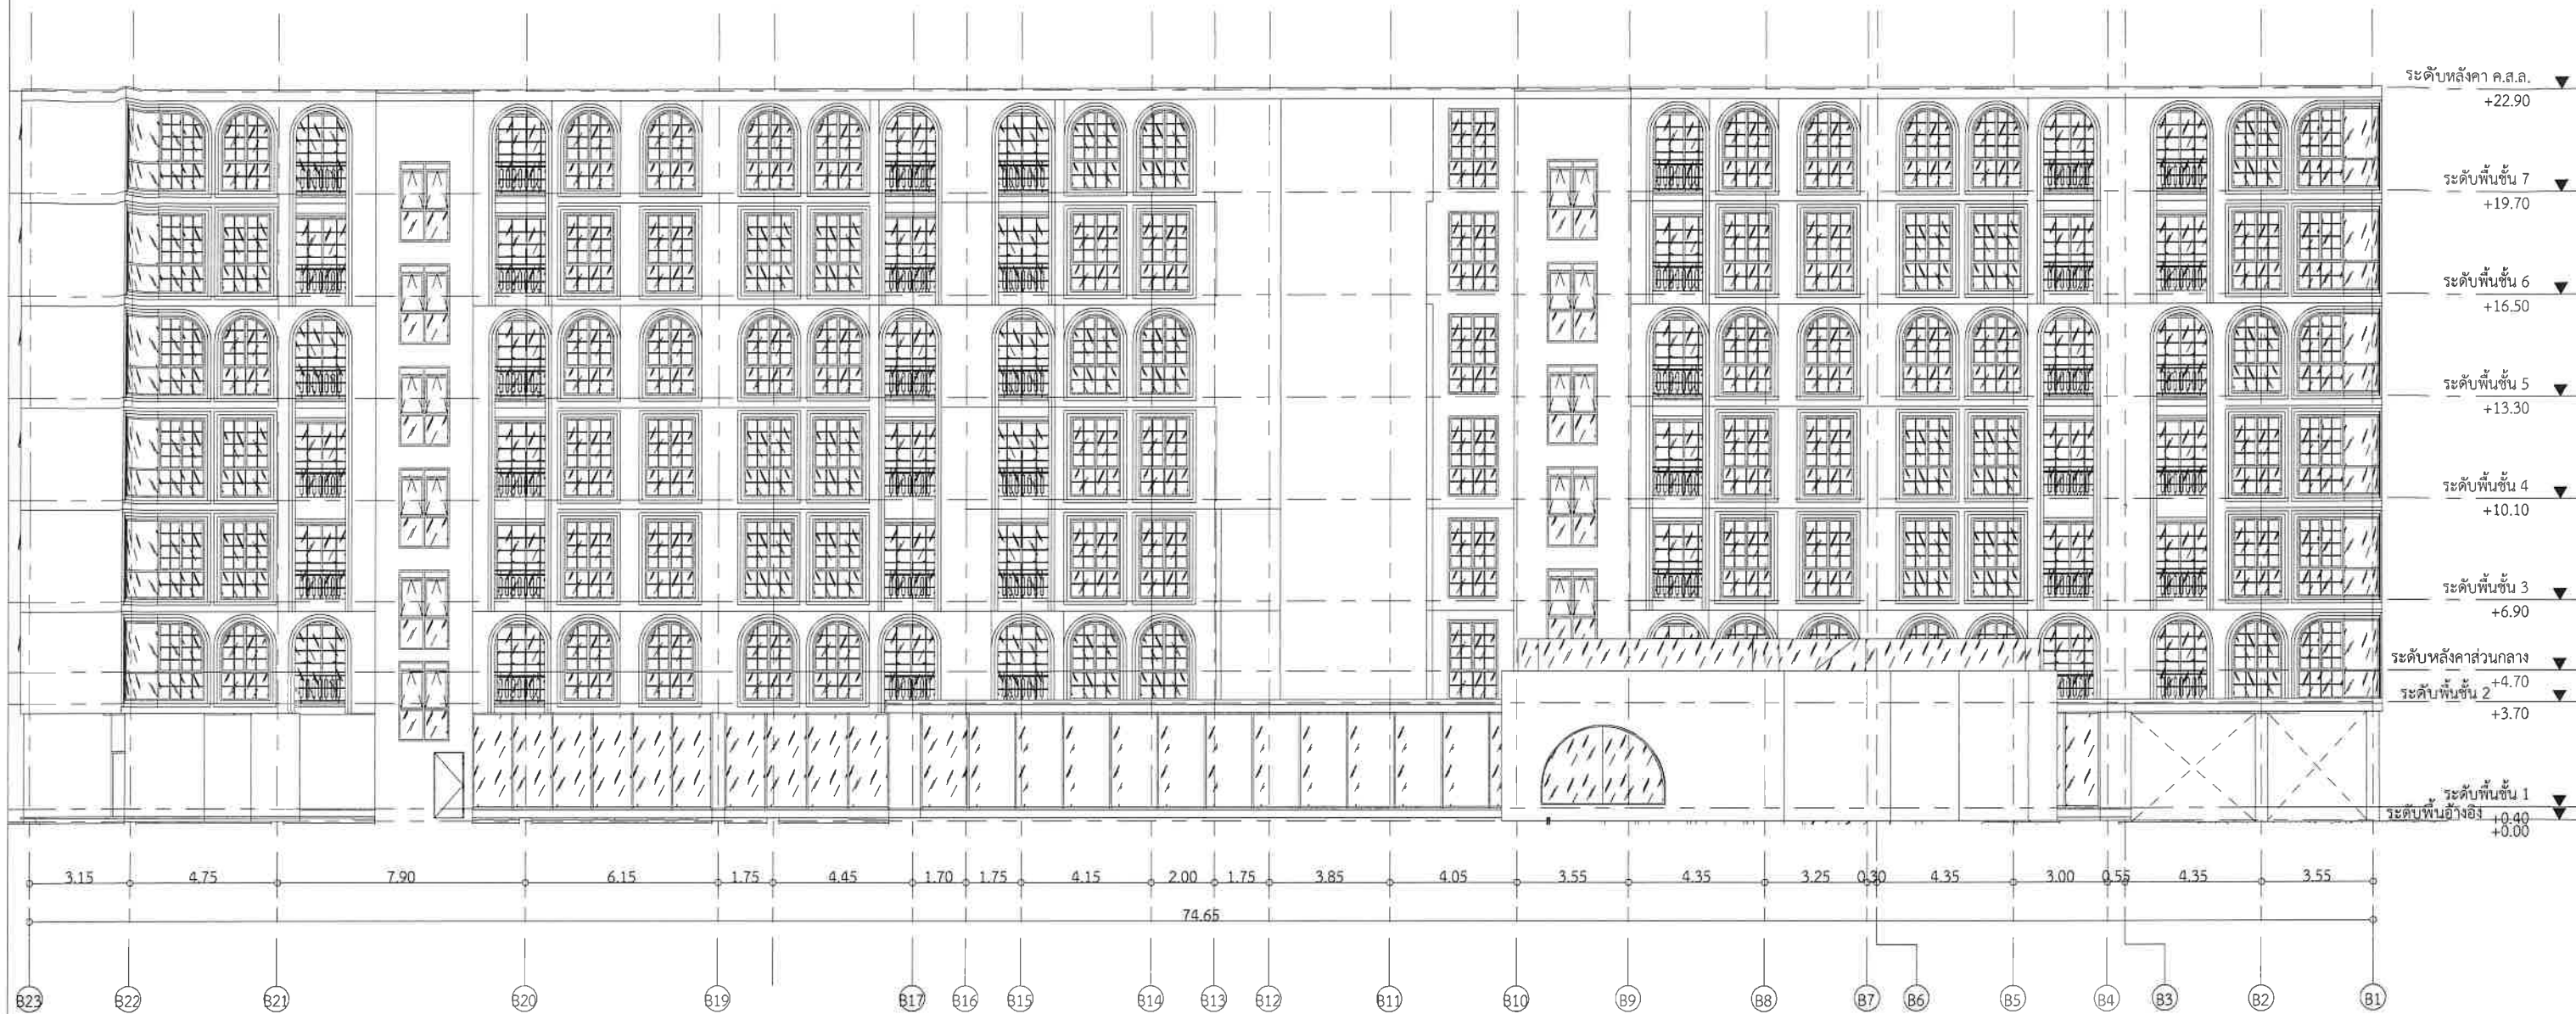 ระดับหลังคา ค.ส.ล.
+22.90
ระดับพื้นชั้น 7
+19.70
ระดับพื้นชั้น 6
+16.50
ระดับพื้นชั้น 5
+13.30
ระดับพื้นชั้น 4
+10.10
ระดับพื้นชั้น 3
+6.90
ระดับหลังคาส่วนกลาง
+4.70
ระดับพื้นชั้น 2
+3.70
ระดับพื้นชั้น 1
+0.40
ระดับพื้นอ้างอิง
+0.00
3.15 4.75 7.90 6.15 1.75 4.45 1.70 1.75 4.15 2.00 1.75 3.85 4.05 3.55 4.35 3.25 0.30 4.35 3.00 0.55 4.35 3.55
74.65
B23 B22 B21 B20 B19 B17 B16 B15 B14 B13 B12 B11 B10 B9 B8 B7 B6 B5 B4 B3 B2 B1